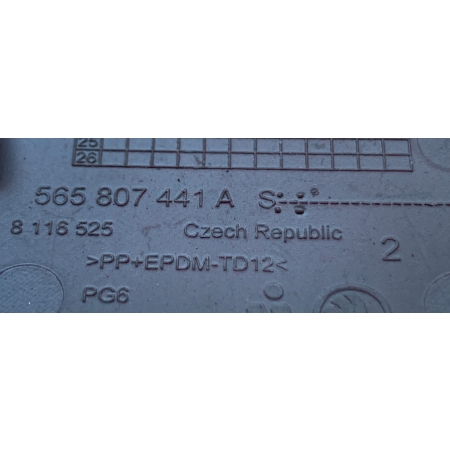 25
26
565 807 441 A S
8 116 525 Czech Republic
2
>PP+EPDM-TD12<
PG6